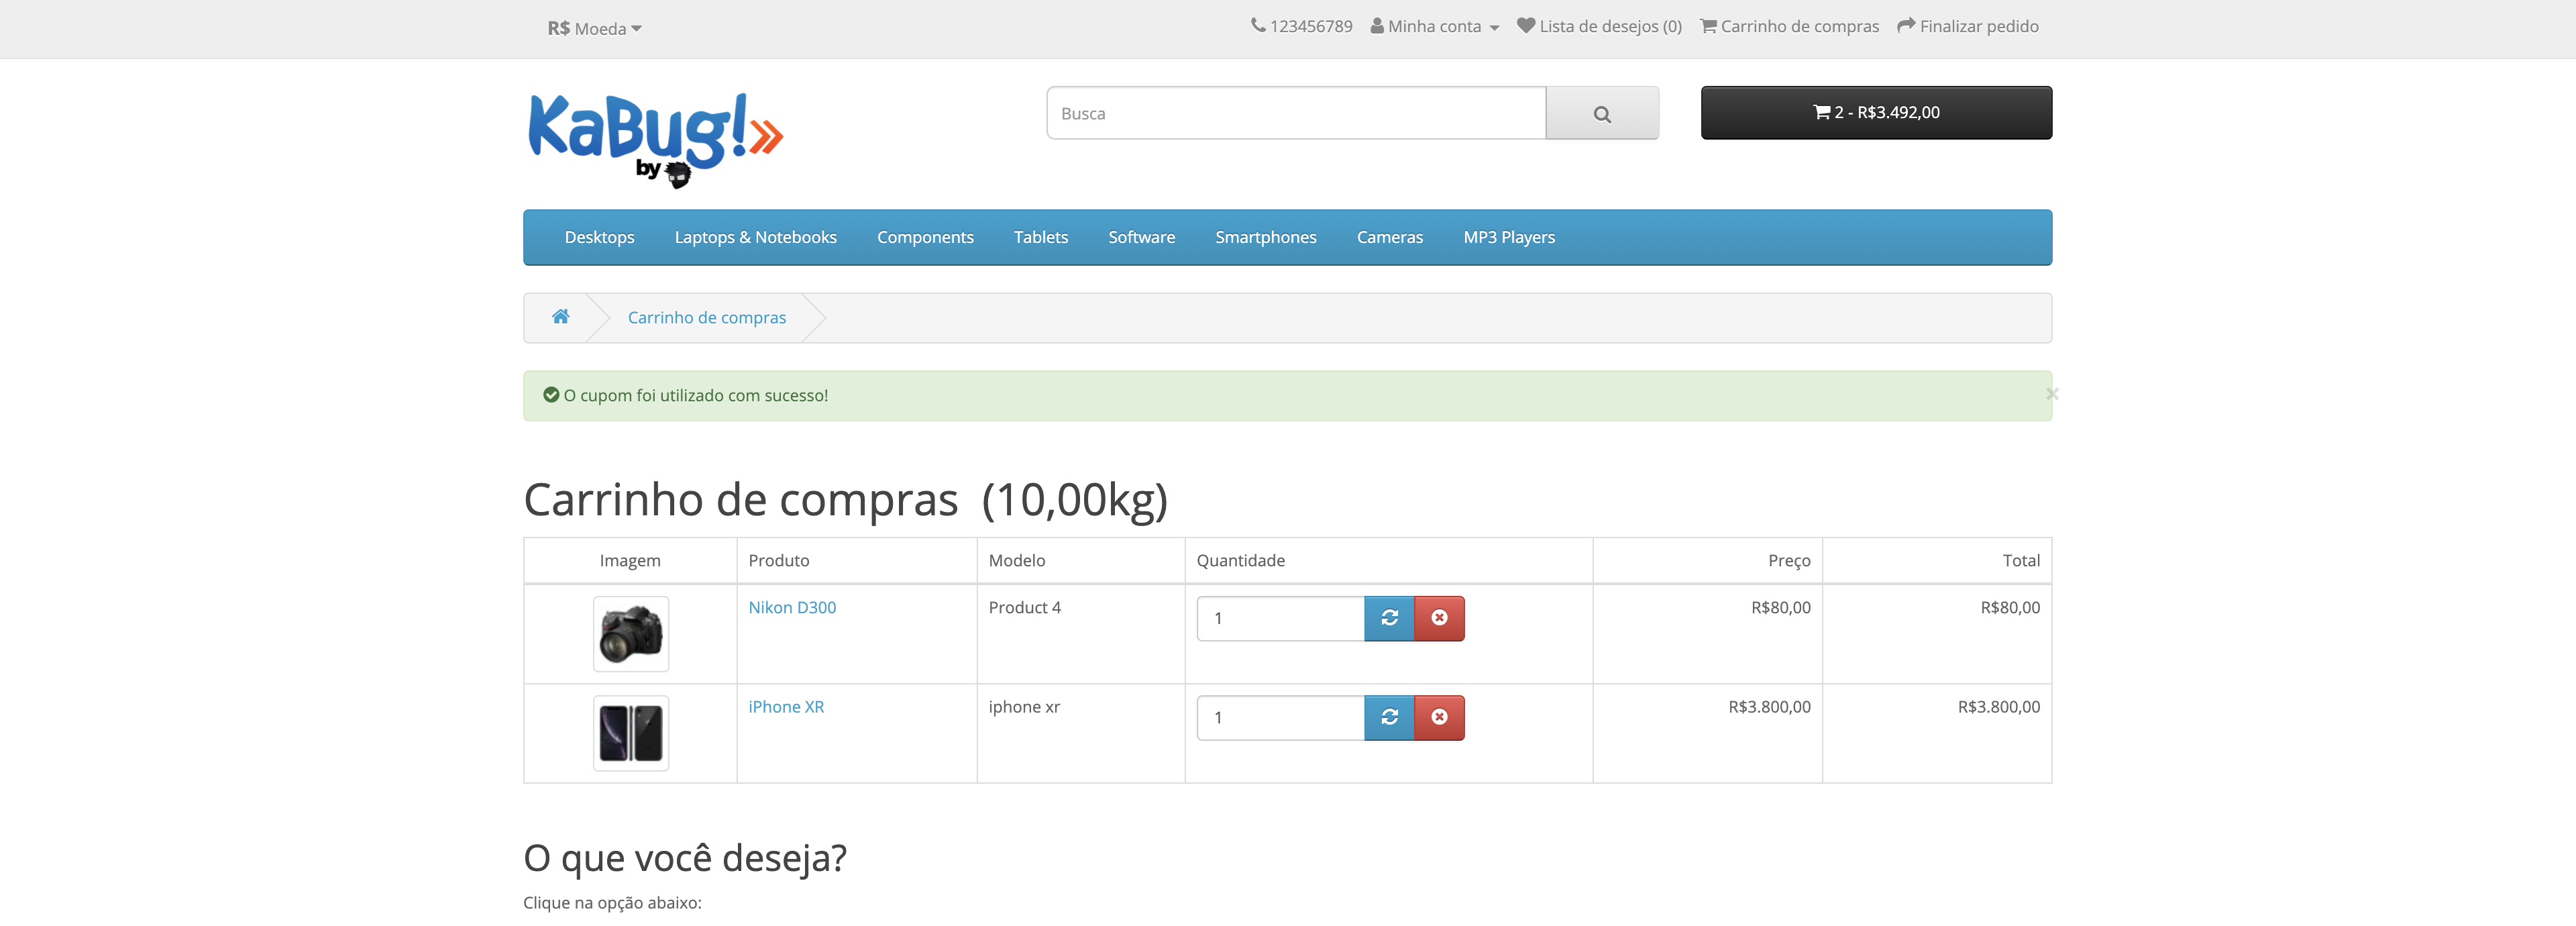 R$ Moeda
123456789 Minha conta Lista de desejos (0) Carrinho de compras Finalizar pedido
KaBug!
by
Busca
2 - R$3.492,00
Desktops Laptops & Notebooks Components Tablets Software Smartphones Cameras MP3 Players
Carrinho de compras
O cupom foi utilizado com sucesso! ×
Carrinho de compras (10,00kg)
Imagem Produto Modelo Quantidade Preço Total
Nikon D300 Product 4 1 R$80,00 R$80,00
iPhone XR iphone xr 1 R$3.800,00 R$3.800,00
O que você deseja?
Clique na opção abaixo: